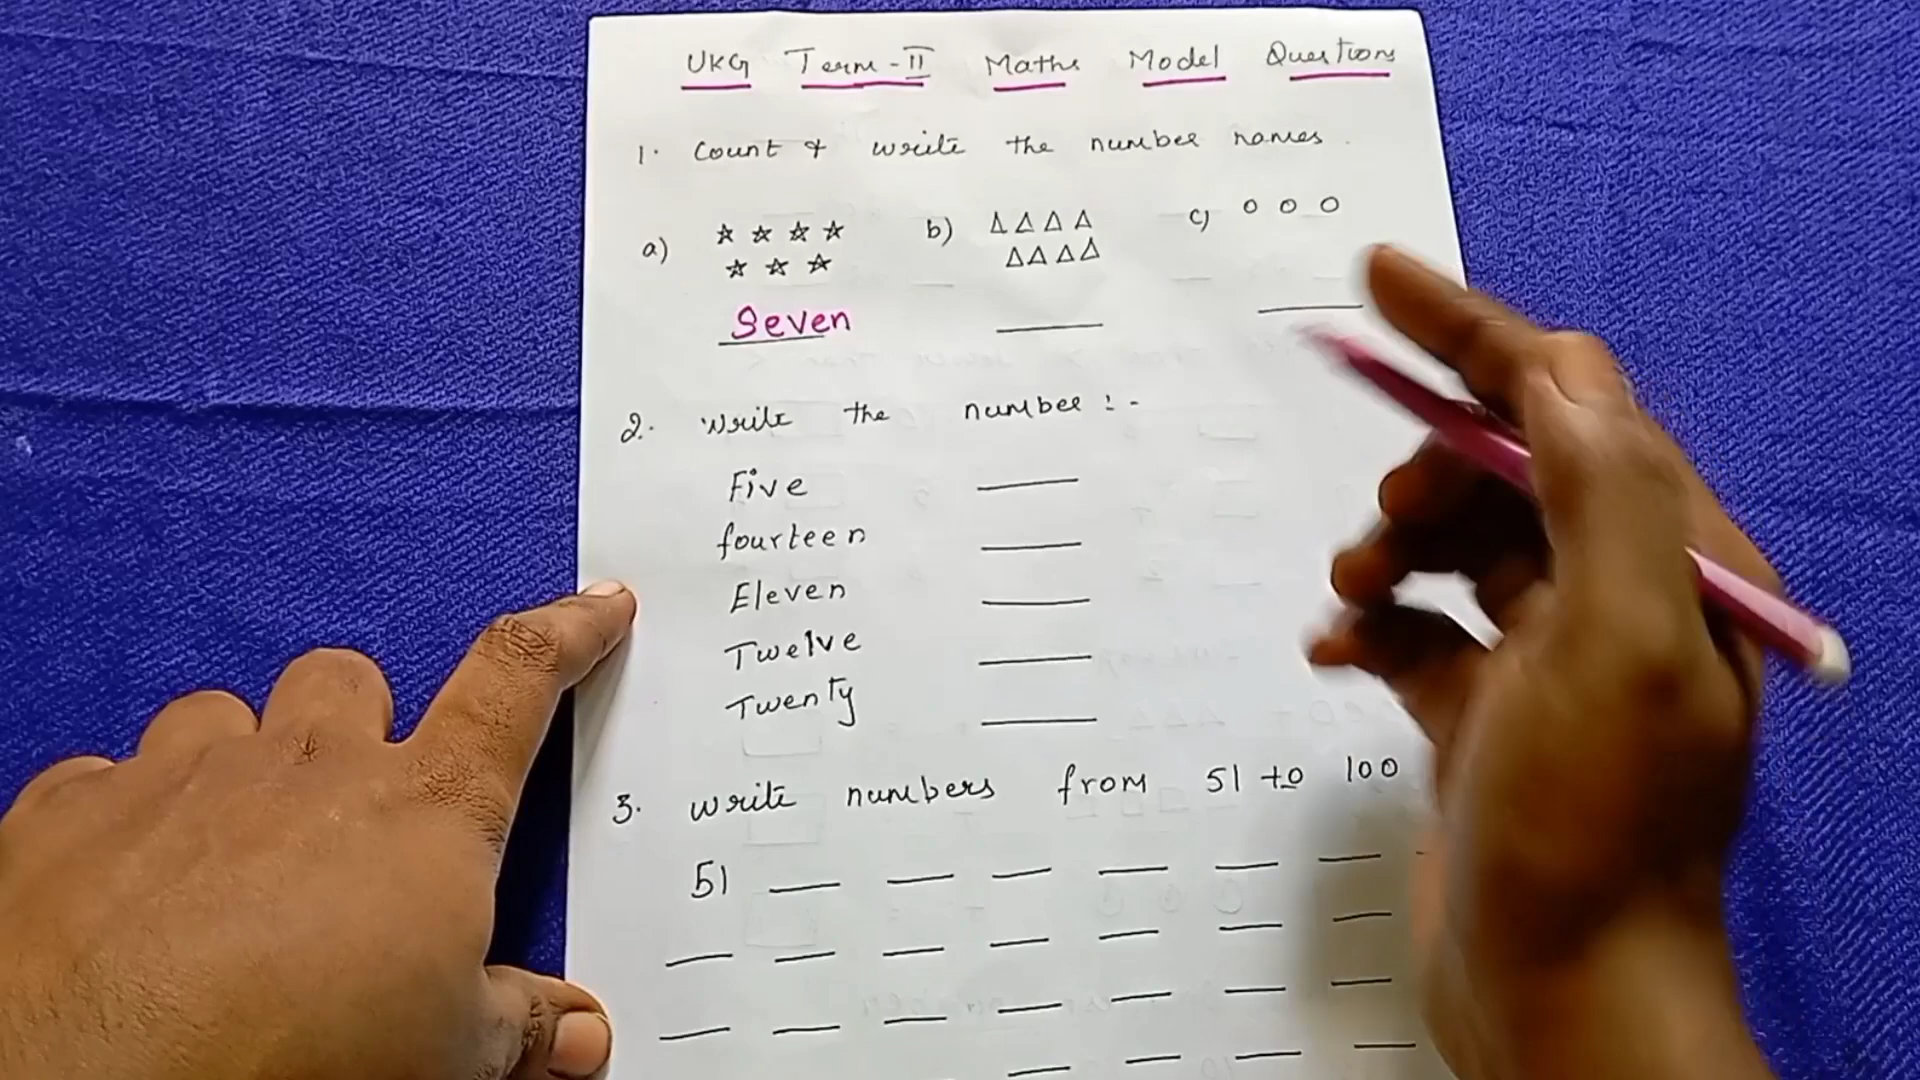 UKG Term - II Maths Model Questions
1. Count & write the number names.
a) b) c)
Seven
2. Write the number :-
Five
fourteen
Eleven
Twelve
Twenty
3. write numbers from 51 to 100
51